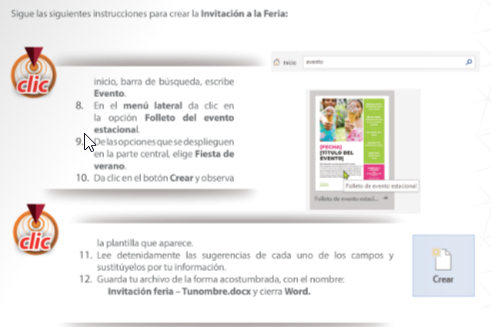 Sigue las siguientes instrucciones para crear la Invitación a la Feria:
clic
Inicio
evento
inicio, barra de búsqueda, escribe
Evento.
8. En el menú lateral da clic en
la opción Folleto del evento
estacional.
9. De las opciones que se desplieguen
en la parte central, elige Fiesta de
verano.
10. Da clic en el botón Crear y observa
[FECHA]
[TÍTULO DEL
EVENTO]
Folleto de evento estacional
Folleto de evento estaci...
clic
la plantilla que aparece.
11. Lee detenidamente las sugerencias de cada uno de los campos y
sustitúyelos por tu información.
12. Guarda tu archivo de la forma acostumbrada, con el nombre:
Invitación feria – Tunombre.docx y cierra Word.
Crear